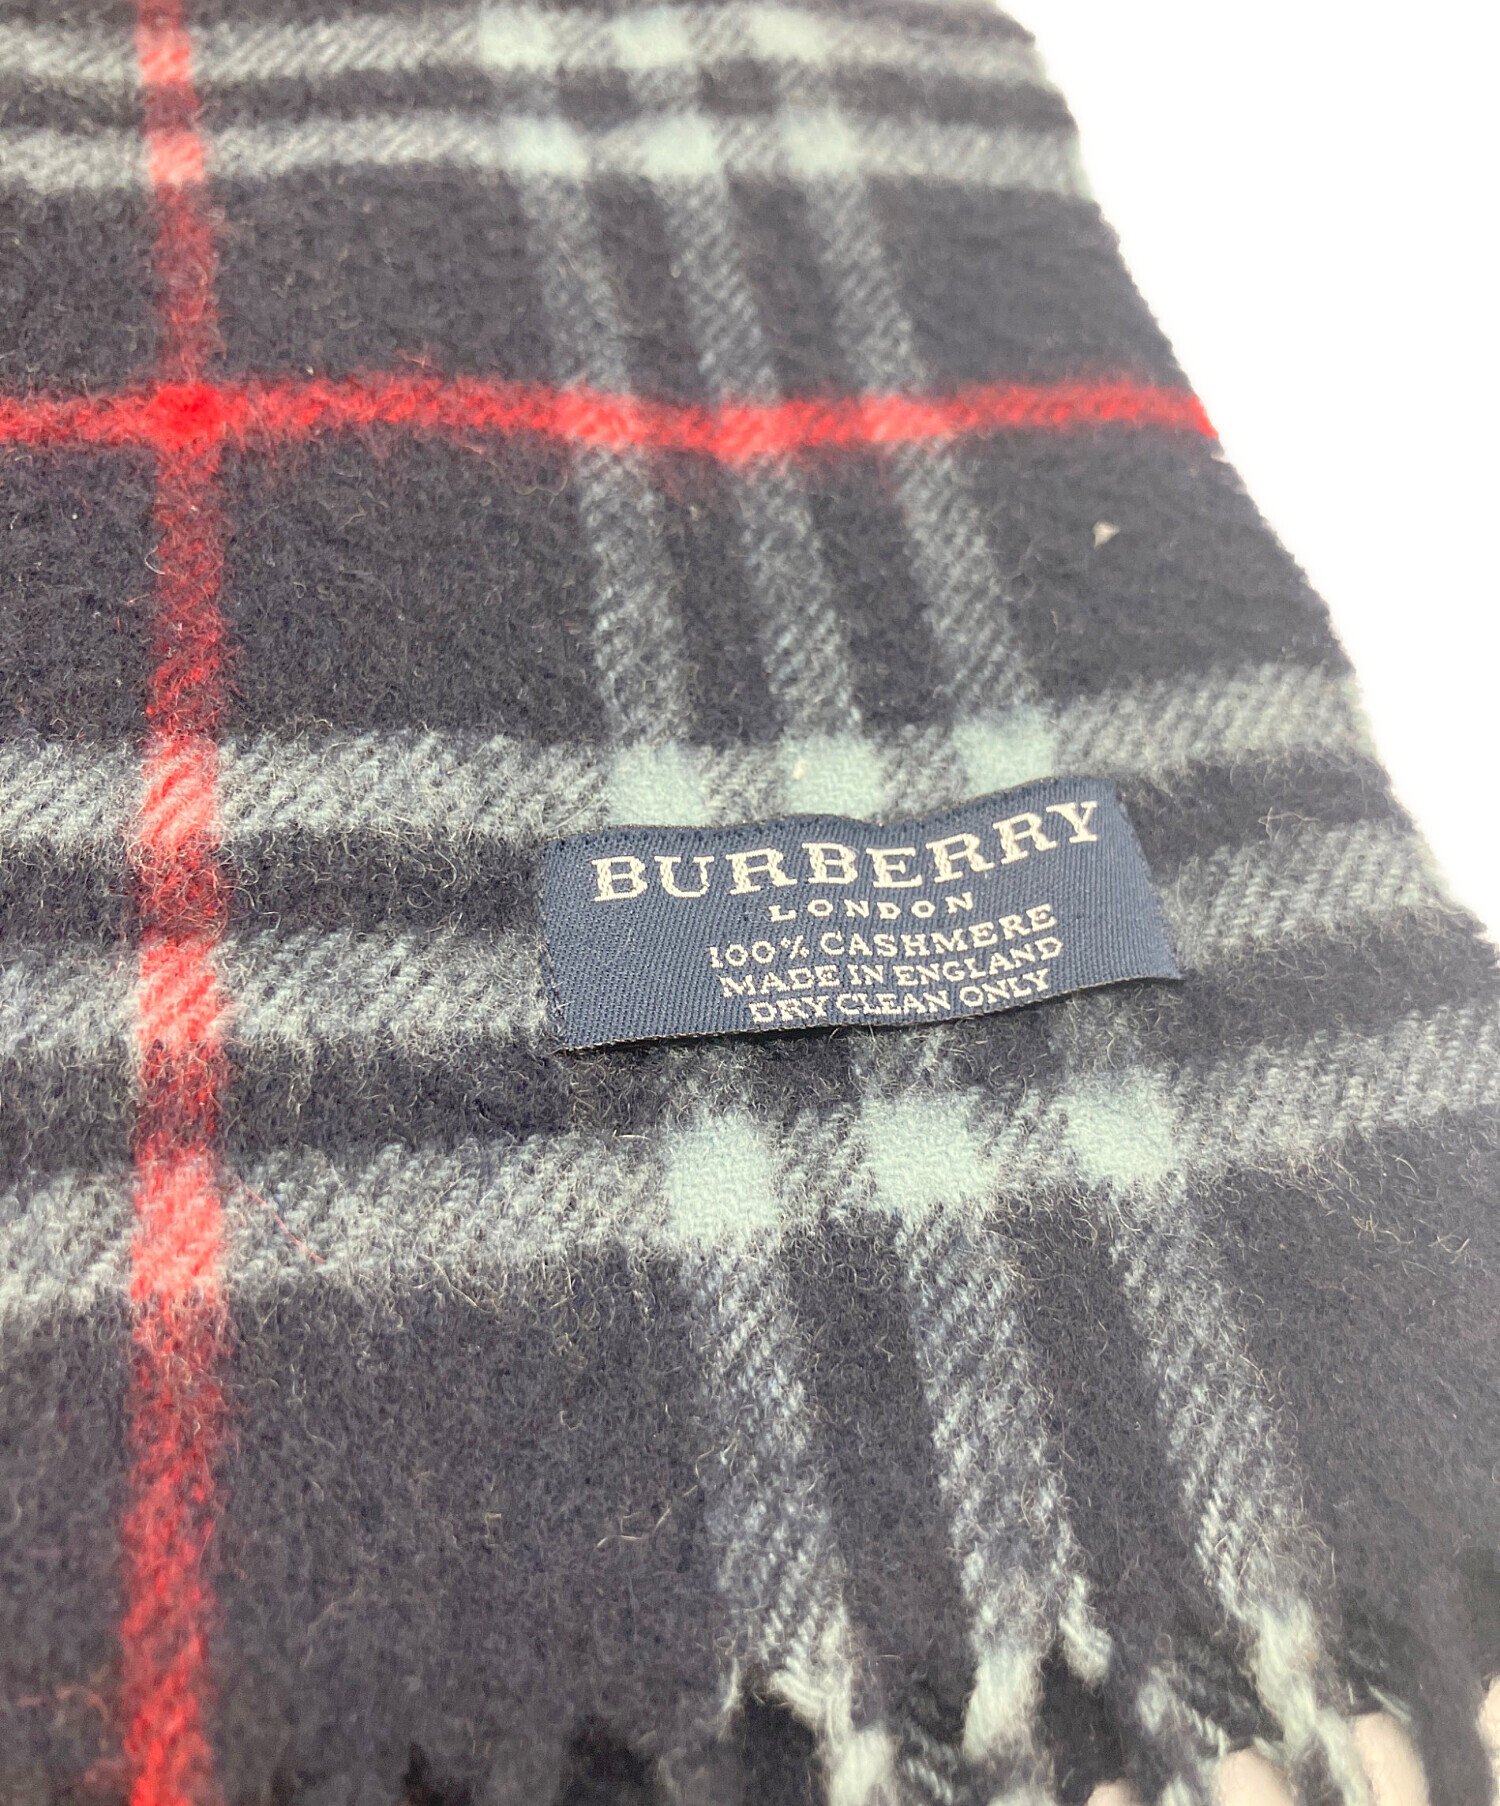 BURBERRY
LONDON
100% CASHMERE
MADE IN ENGLAND
DRY CLEAN ONLY